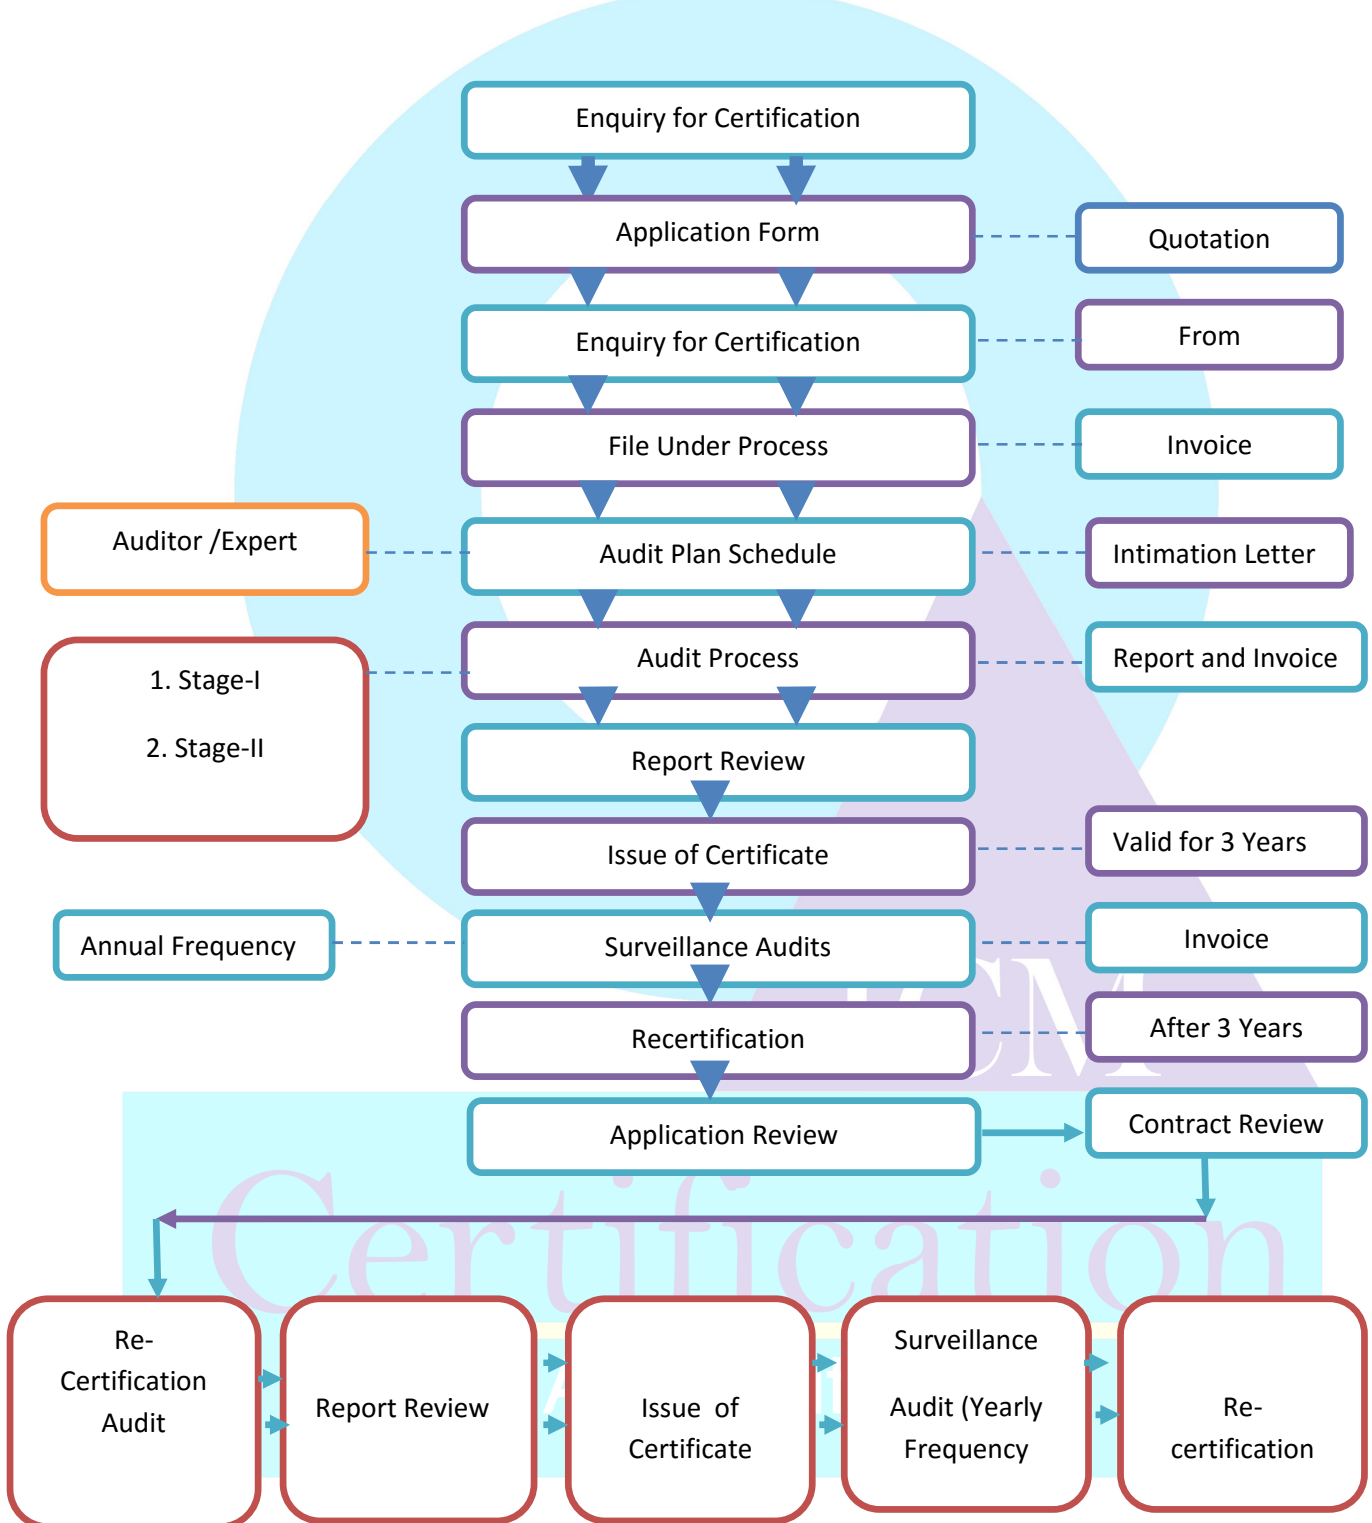 Enquiry for Certification
Application Form
Quotation
Enquiry for Certification
From
File Under Process
Invoice
Auditor /Expert
Audit Plan Schedule
Intimation Letter
1. Stage-I
2. Stage-II
Audit Process
Report and Invoice
Report Review
Issue of Certificate
Valid for 3 Years
Annual Frequency
Surveillance Audits
Invoice
Recertification
After 3 Years
Application Review
Contract Review
Certification
Re-
Certification
Audit
Report Review
Issue  of
Certificate
Surveillance
Audit (Yearly
Frequency
Re-
certification